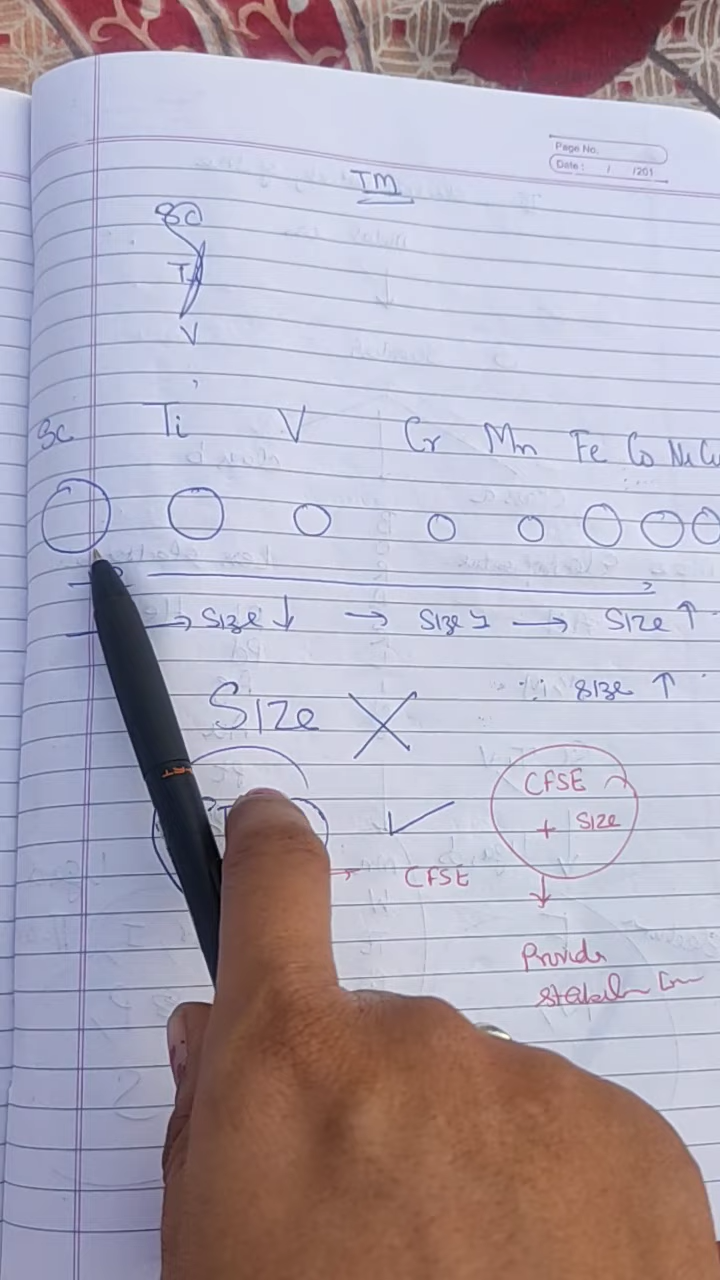 Page No.
Date : / /201
TM
Sc
Ti
V
Sc Ti V Cr Mn Fe Co Ni Cu
→ Size ↓ → Size ↓ → Size ↑
∵ size ↑
Size ✗
✓ CFSE
+ Size
→ CFSE ↓
Provide